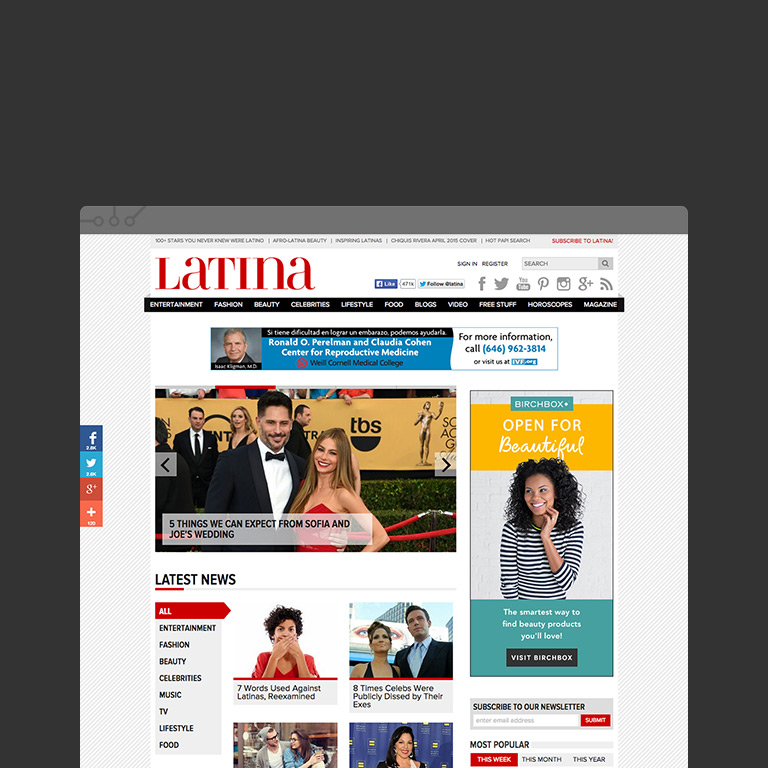 100+ STARS YOU NEVER KNEW WERE LATINO | AFRO-LATINA BEAUTY | INSPIRING LATINAS | CHIQUIS RIVERA APRIL 2015 COVER | HOT PAPI SEARCH SUBSCRIBE TO LATINA!
LATINA
SIGN IN REGISTER SEARCH
Like 471k Follow @latina You Tube g+
ENTERTAINMENT FASHION BEAUTY CELEBRITIES LIFESTYLE FOOD BLOGS VIDEO FREE STUFF HOROSCOPES MAGAZINE
Si tiene dificultad en lograr un embarazo, podemos ayudarla.
Ronald O. Perelman and Claudia Cohen
Center for Reproductive Medicine
Weill Cornell Medical College
Isaac Kligman, M.D.
For more information,
call (646) 962-3814
or visit us at IVF.org
tbs
5 THINGS WE CAN EXPECT FROM SOFIA AND
JOE'S WEDDING
BIRCHBOX
OPEN FOR
Beautiful
The smartest way to
find beauty products
you'll love!
VISIT BIRCHBOX
f
2.8K
2.6K
g+
+
120
LATEST NEWS
ALL
ENTERTAINMENT
FASHION
BEAUTY
CELEBRITIES
MUSIC
TV
LIFESTYLE
FOOD
7 Words Used Against
Latinas, Reexamined
8 Times Celebs Were
Publicly Dissed by Their
Exes
SUBSCRIBE TO OUR NEWSLETTER
enter email address SUBMIT
MOST POPULAR
THIS WEEK THIS MONTH THIS YEAR